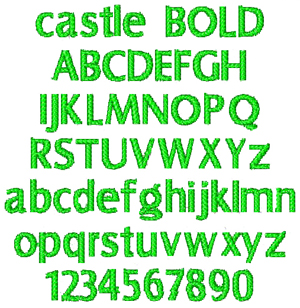 castle BOLD
ABCDEFGH
IJKLMNOPQ
RSTUVWXYz
abcdefghijklmn
opqrstuvwxyz
1234567890